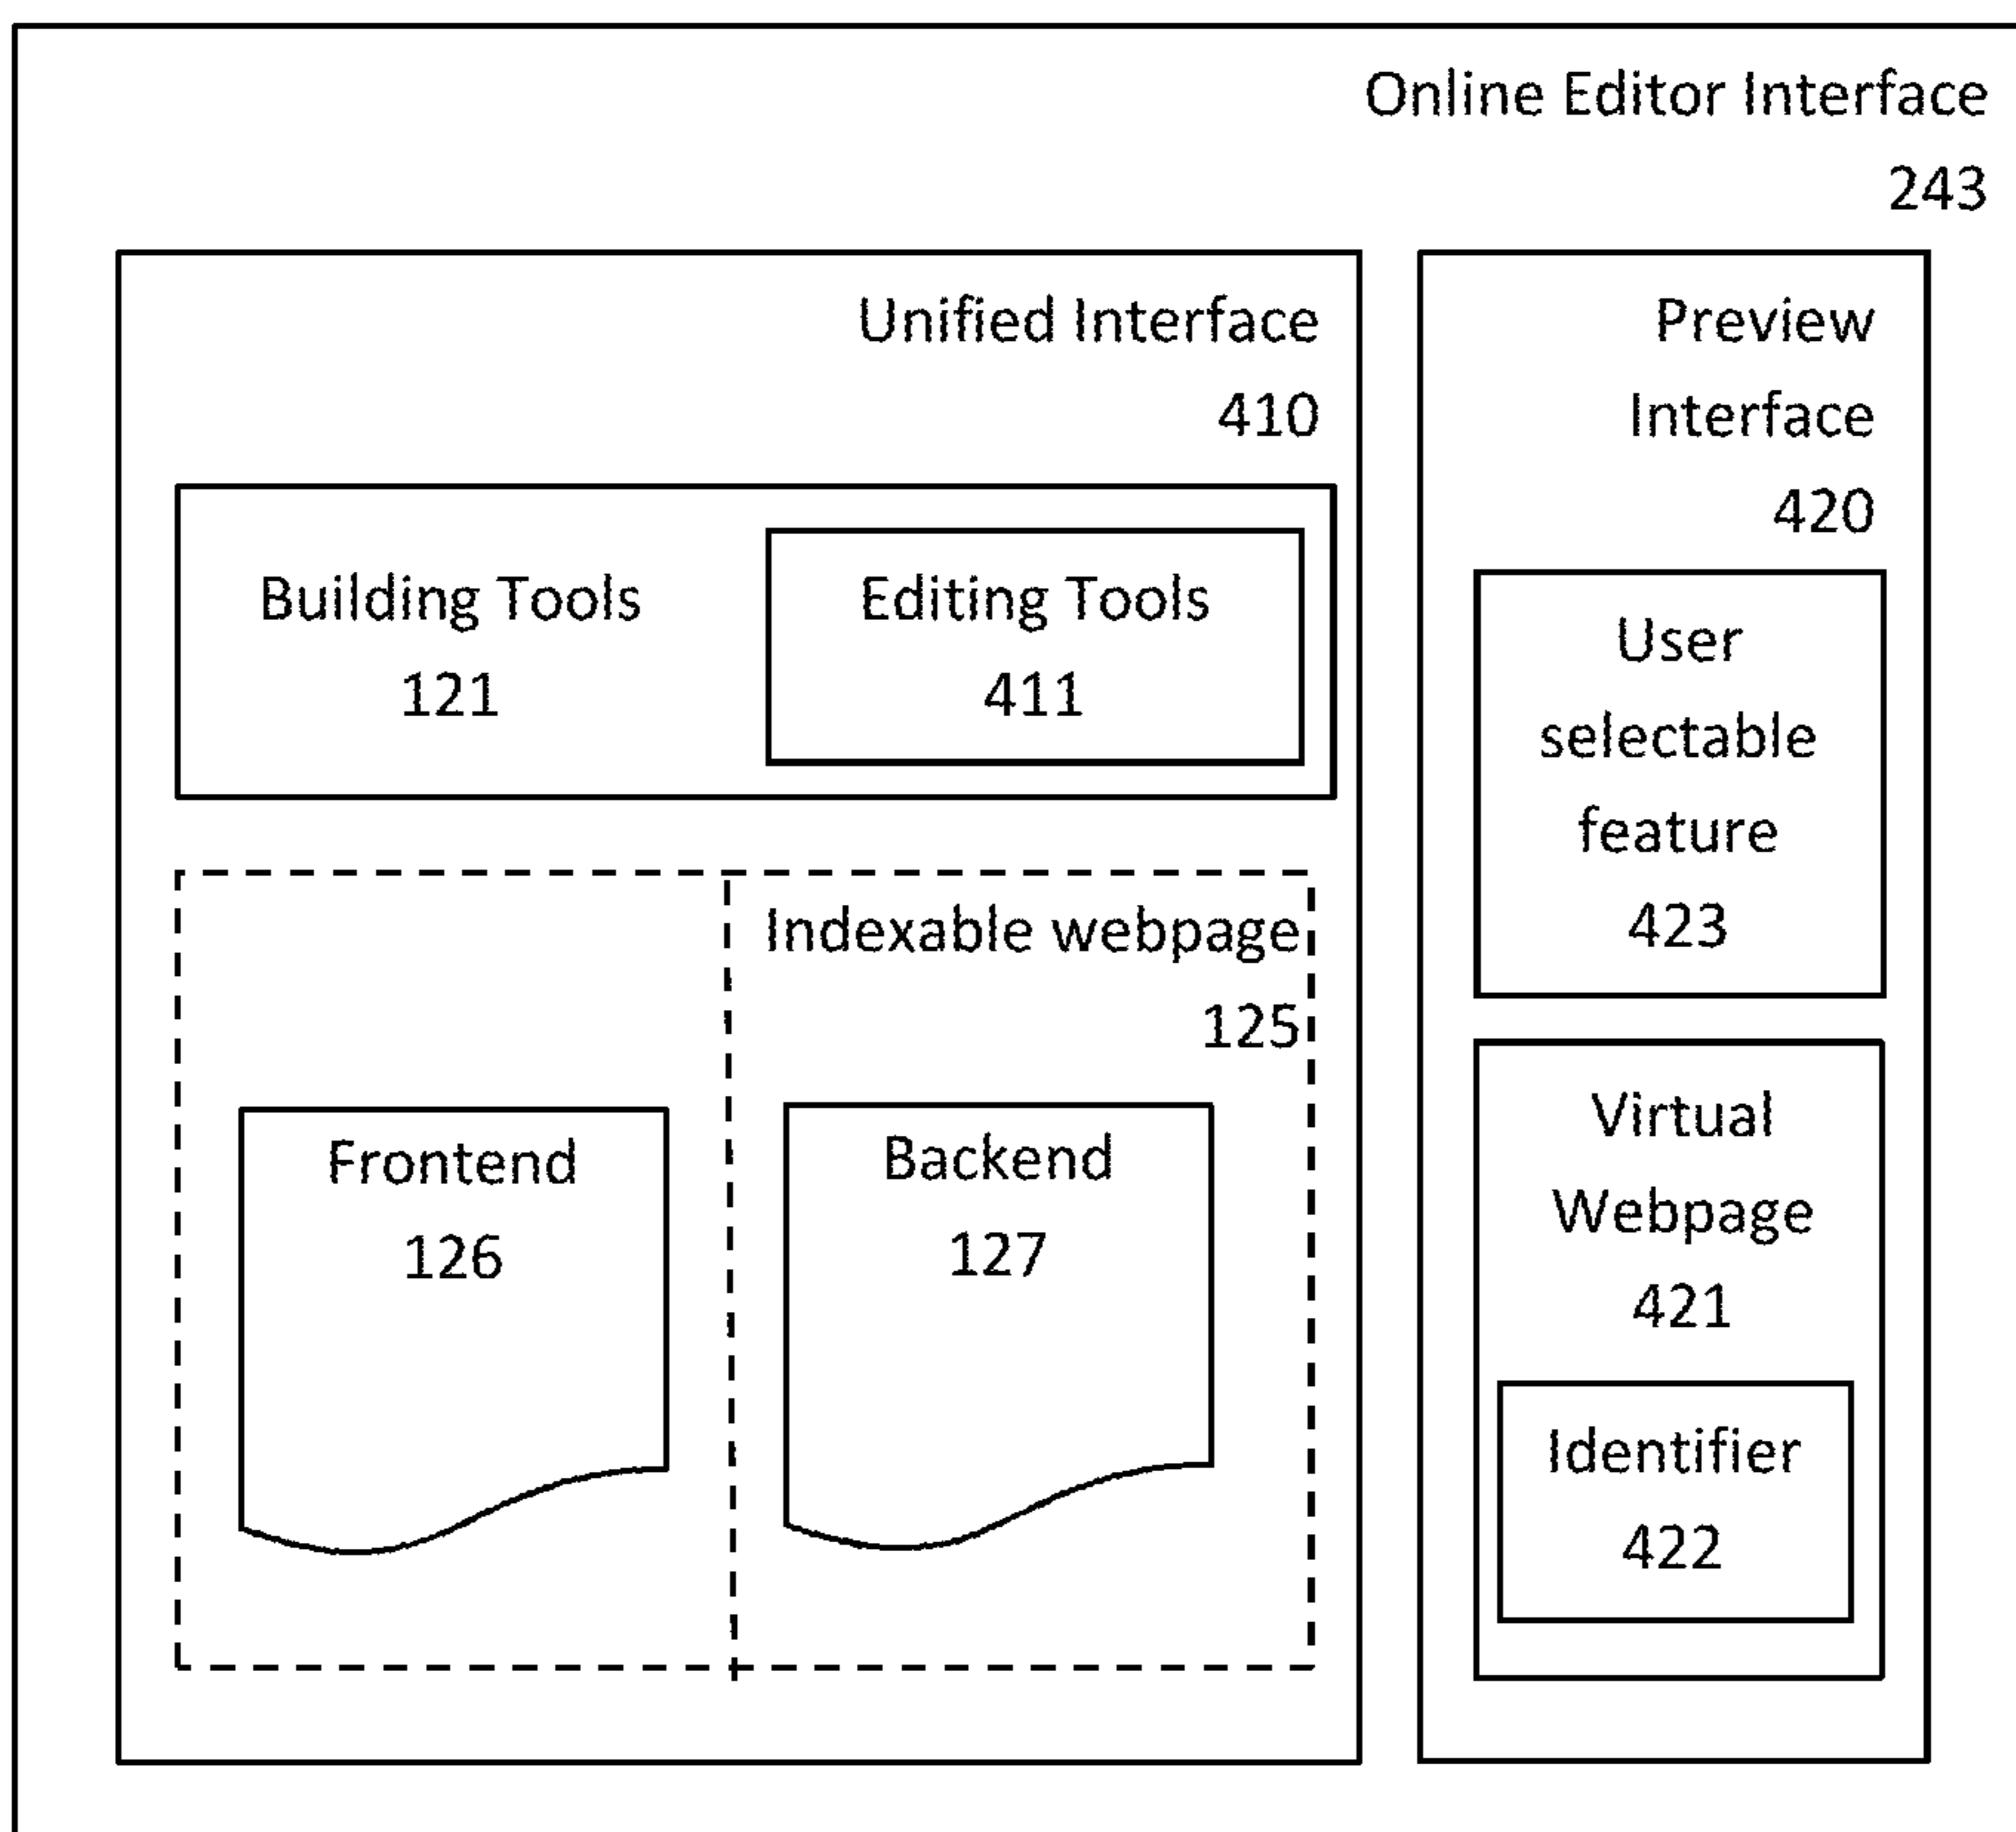 Online Editor Interface
243
Unified Interface
410
Building Tools
121
Editing Tools
411
Indexable webpage
125
Frontend
126
Backend
127
Preview
Interface
420
User
selectable
feature
423
Virtual
Webpage
421
Identifier
422